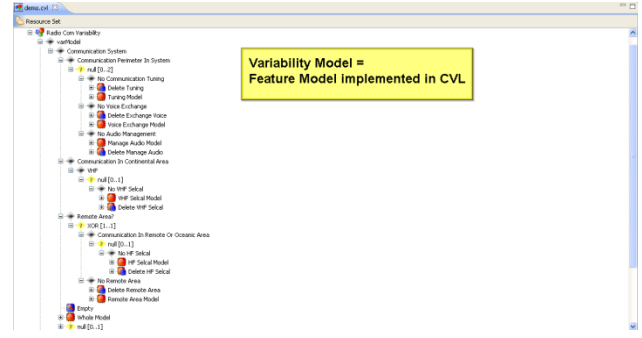 demo.cvl
Resource Set
Radio Com Variability
varModel
Communication System
Communication Perimeter In System
null [0..2]
No Communication Tuning
Delete Tuning
Tuning Model
No Voice Exchange
Delete Exchange Voice
Voice Exchange Model
No Audio Management
Manage Audio Model
Delete Manage Audio
Communication In Continental Area
VHF
null [0..1]
No VHF Selcal
VHF Selcal Model
Delete VHF Selcal
Remote Area?
XOR [1..1]
Communication In Remote Or Oceanic Area
null [0..1]
No HF Selcal
HF Selcal Model
Delete HF Selcal
No Remote Area
Delete Remote Area
Remote Area Model
Empty
Whole Model
null [0..1]
Variability Model =
Feature Model implemented in CVL